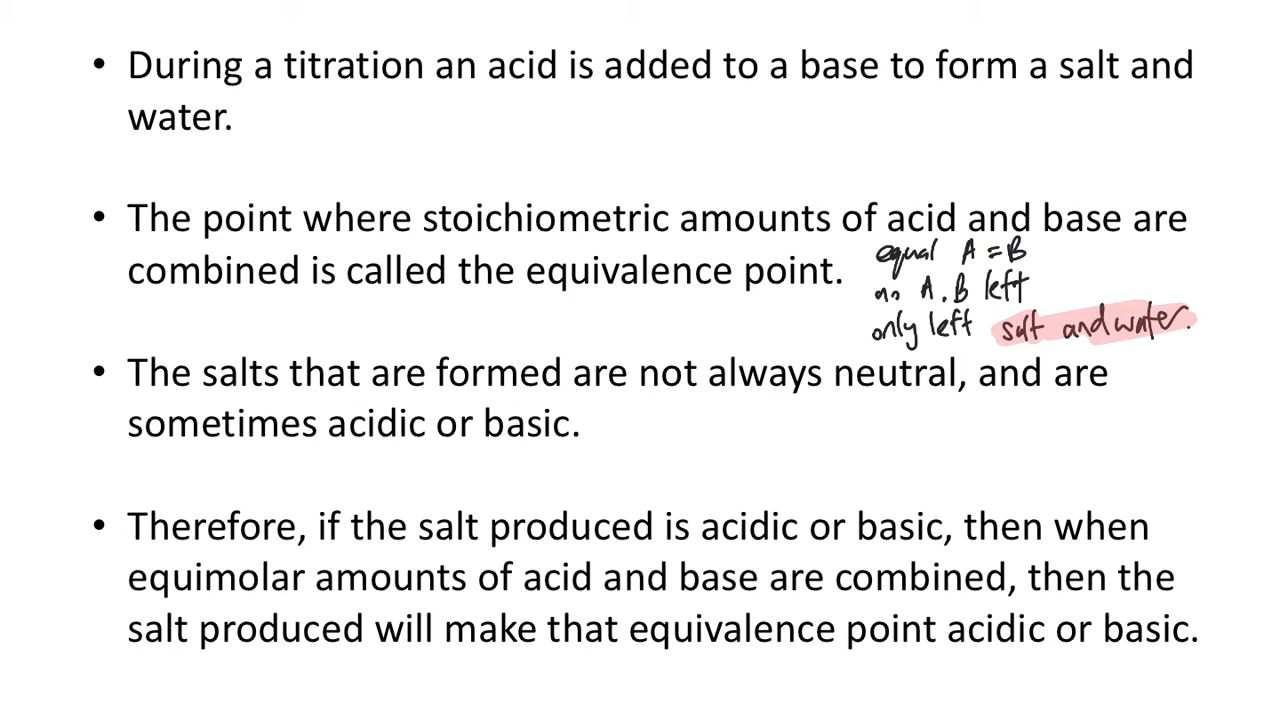 • During a titration an acid is added to a base to form a salt and
water.
• The point where stoichiometric amounts of acid and base are
combined is called the equivalence point.
equal A = B
no A. B left
only left salt and water.
• The salts that are formed are not always neutral, and are
sometimes acidic or basic.
• Therefore, if the salt produced is acidic or basic, then when
equimolar amounts of acid and base are combined, then the
salt produced will make that equivalence point acidic or basic.